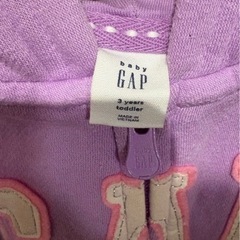 baby
GAP
3 years
toddler
MADE IN
VIETNAM